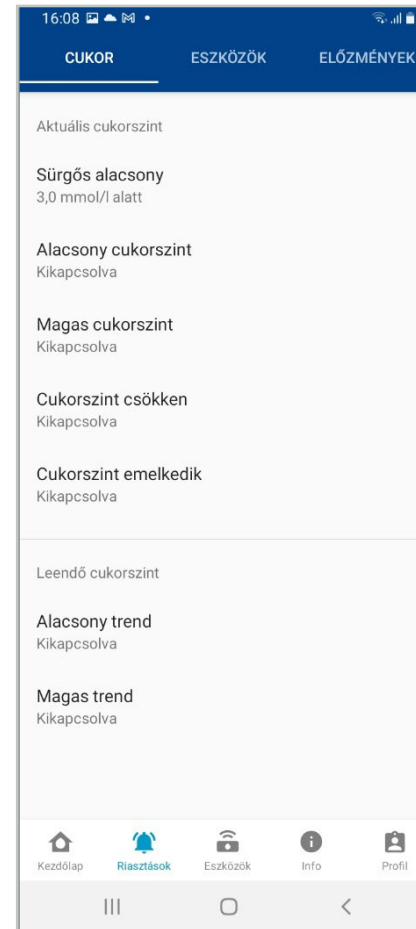 16:08
CUKOR ESZKÖZÖK ELŐZMÉNYEK
Aktuális cukorszint
Sürgős alacsony
3,0 mmol/l alatt
Alacsony cukorszint
Kikapcsolva
Magas cukorszint
Kikapcsolva
Cukorszint csökken
Kikapcsolva
Cukorszint emelkedik
Kikapcsolva
Leendő cukorszint
Alacsony trend
Kikapcsolva
Magas trend
Kikapcsolva
Kezdőlap Riasztások Eszközök Info Profil